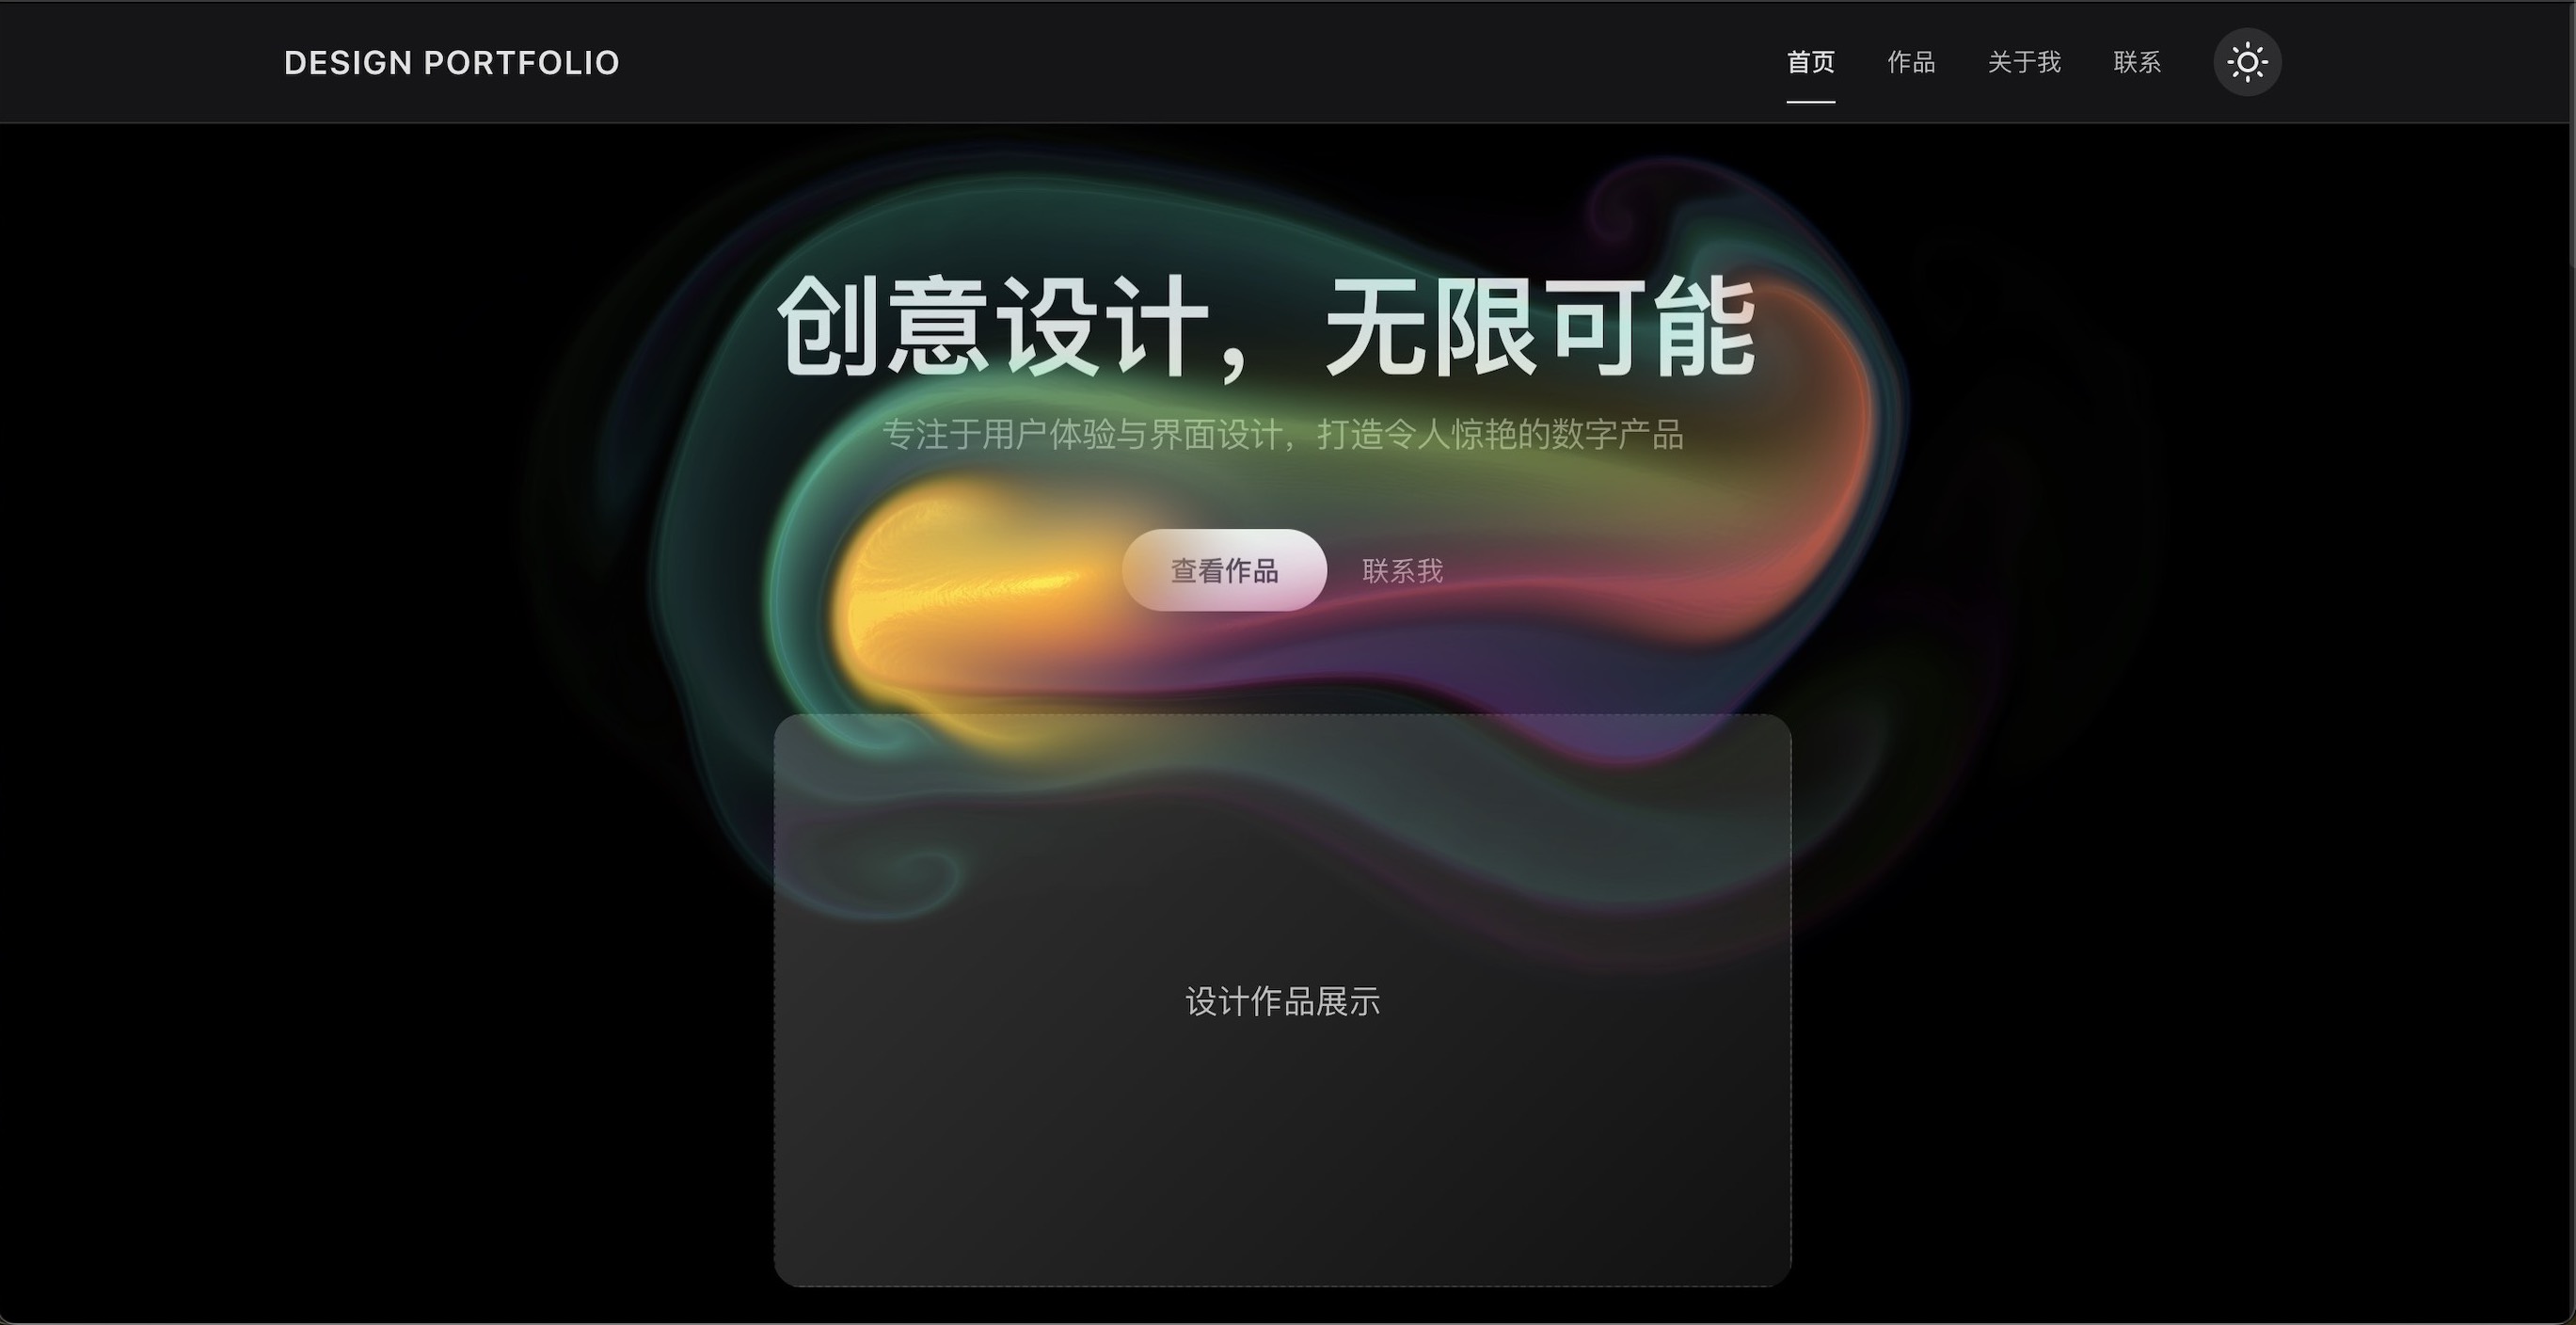 DESIGN PORTFOLIO
首页 作品 关于我 联系
创意设计，无限可能
专注于用户体验与界面设计，打造令人惊艳的数字产品
查看作品 联系我
设计作品展示